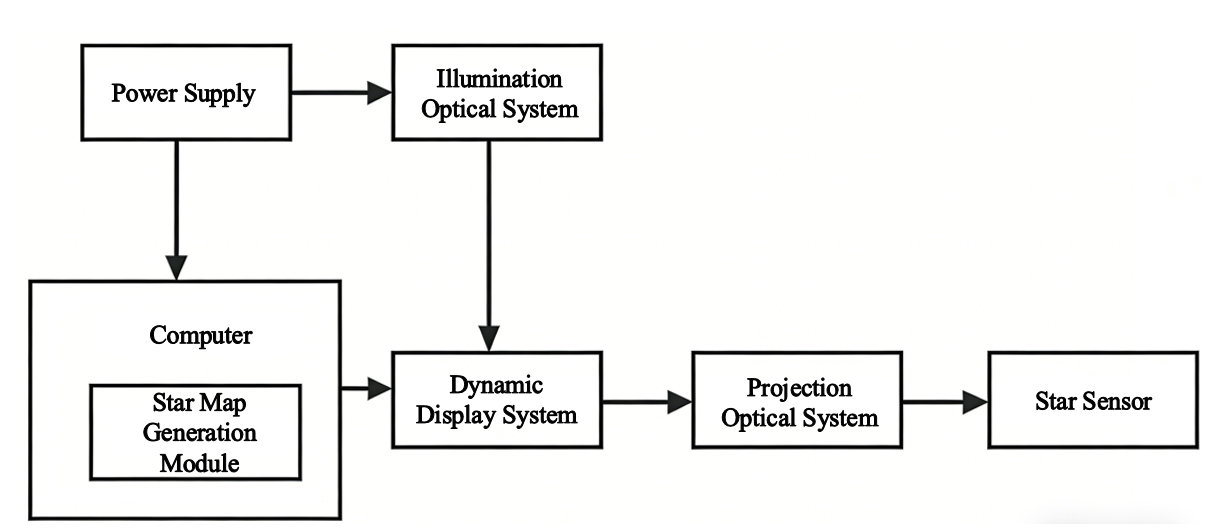 Power Supply
Illumination
Optical System
Computer
Star Map
Generation
Module
Dynamic
Display System
Projection
Optical System
Star Sensor